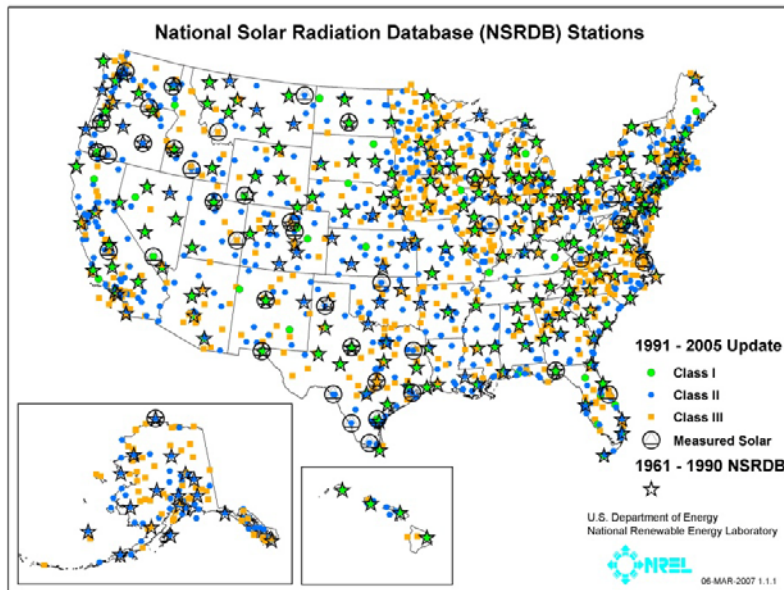 National Solar Radiation Database (NSRDB) Stations
1991 - 2005 Update
Class I
Class II
Class III
Measured Solar
1961 - 1990 NSRDB
U.S. Department of Energy
National Renewable Energy Laboratory
NREL
06-MAR-2007 1.1.1